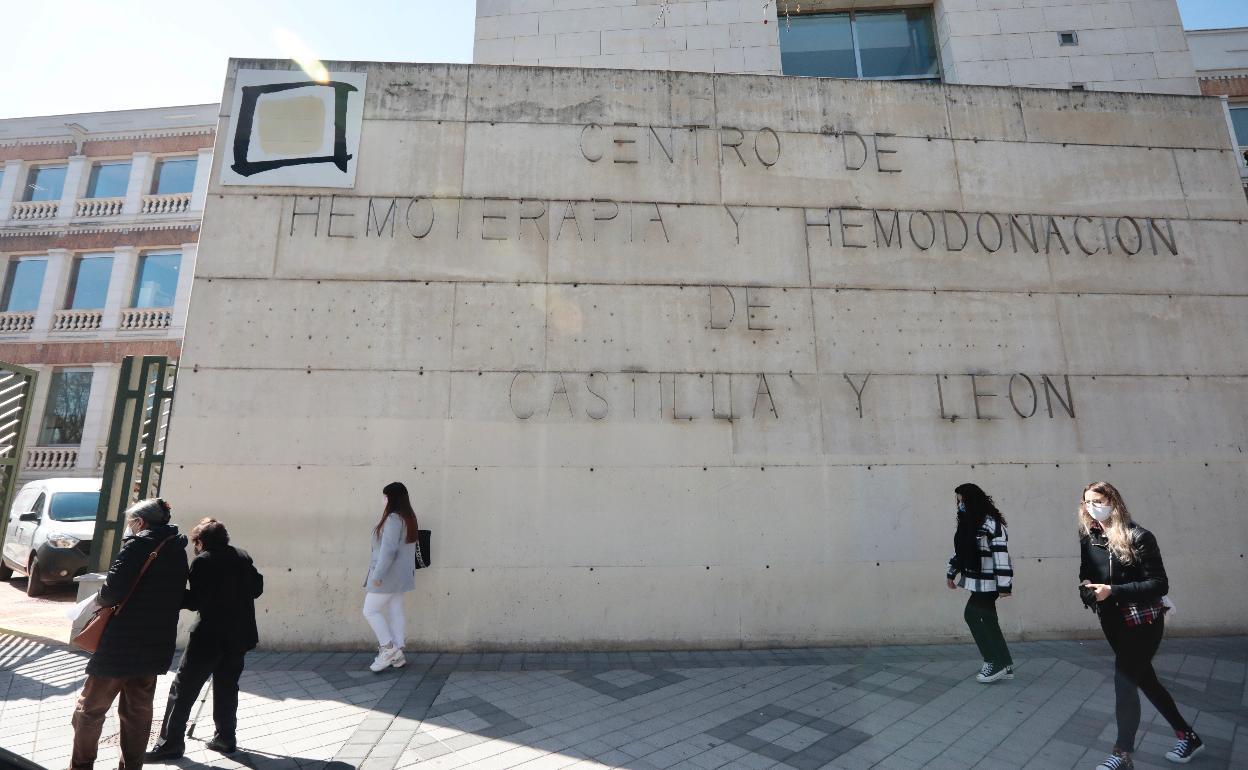 CENTRO DE
HEMOTERAPIA Y HEMODONACION
DE
CASTILLA Y LEON